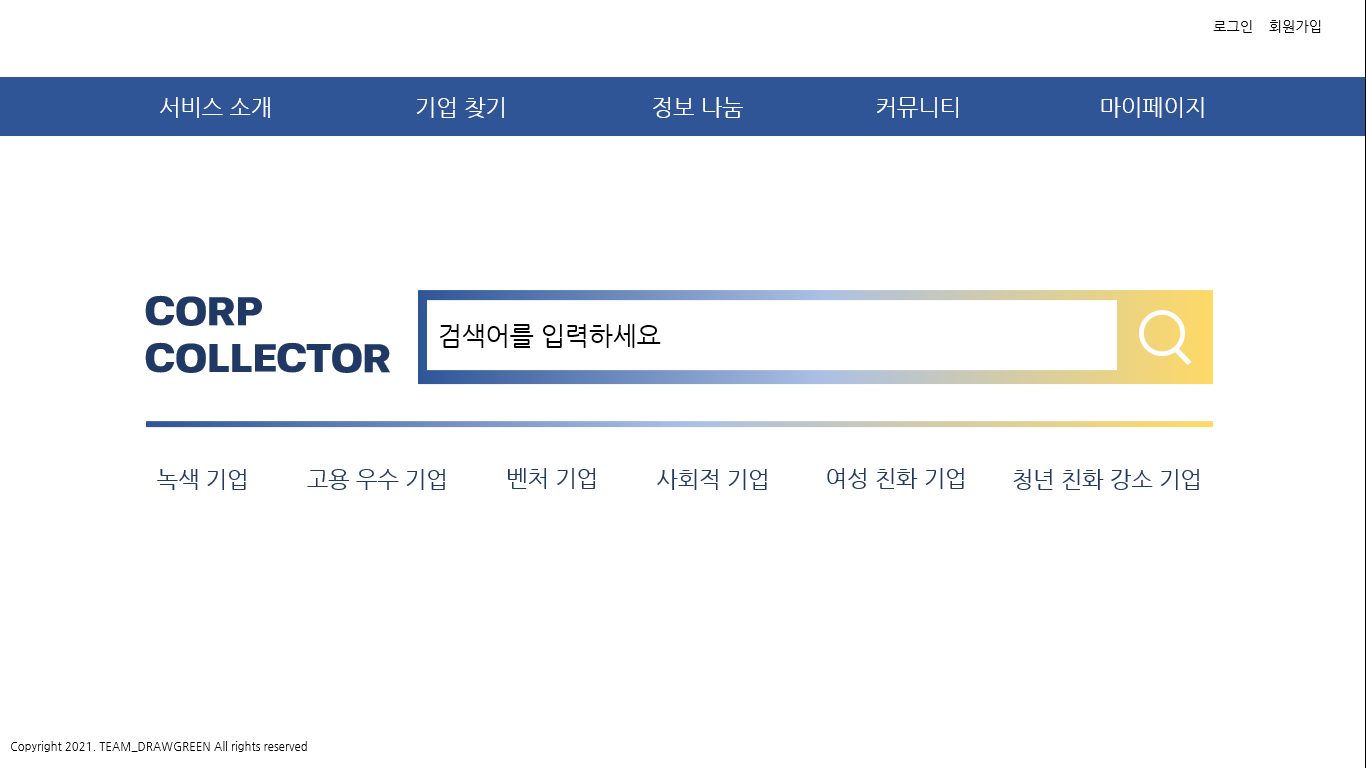 로그인 회원가입
서비스 소개 기업 찾기 정보 나눔 커뮤니티 마이페이지
CORP
COLLECTOR
검색어를 입력하세요
녹색 기업 고용 우수 기업 벤처 기업 사회적 기업 여성 친화 기업 청년 친화 강소 기업
Copyright 2021. TEAM_DRAWGREEN All rights reserved